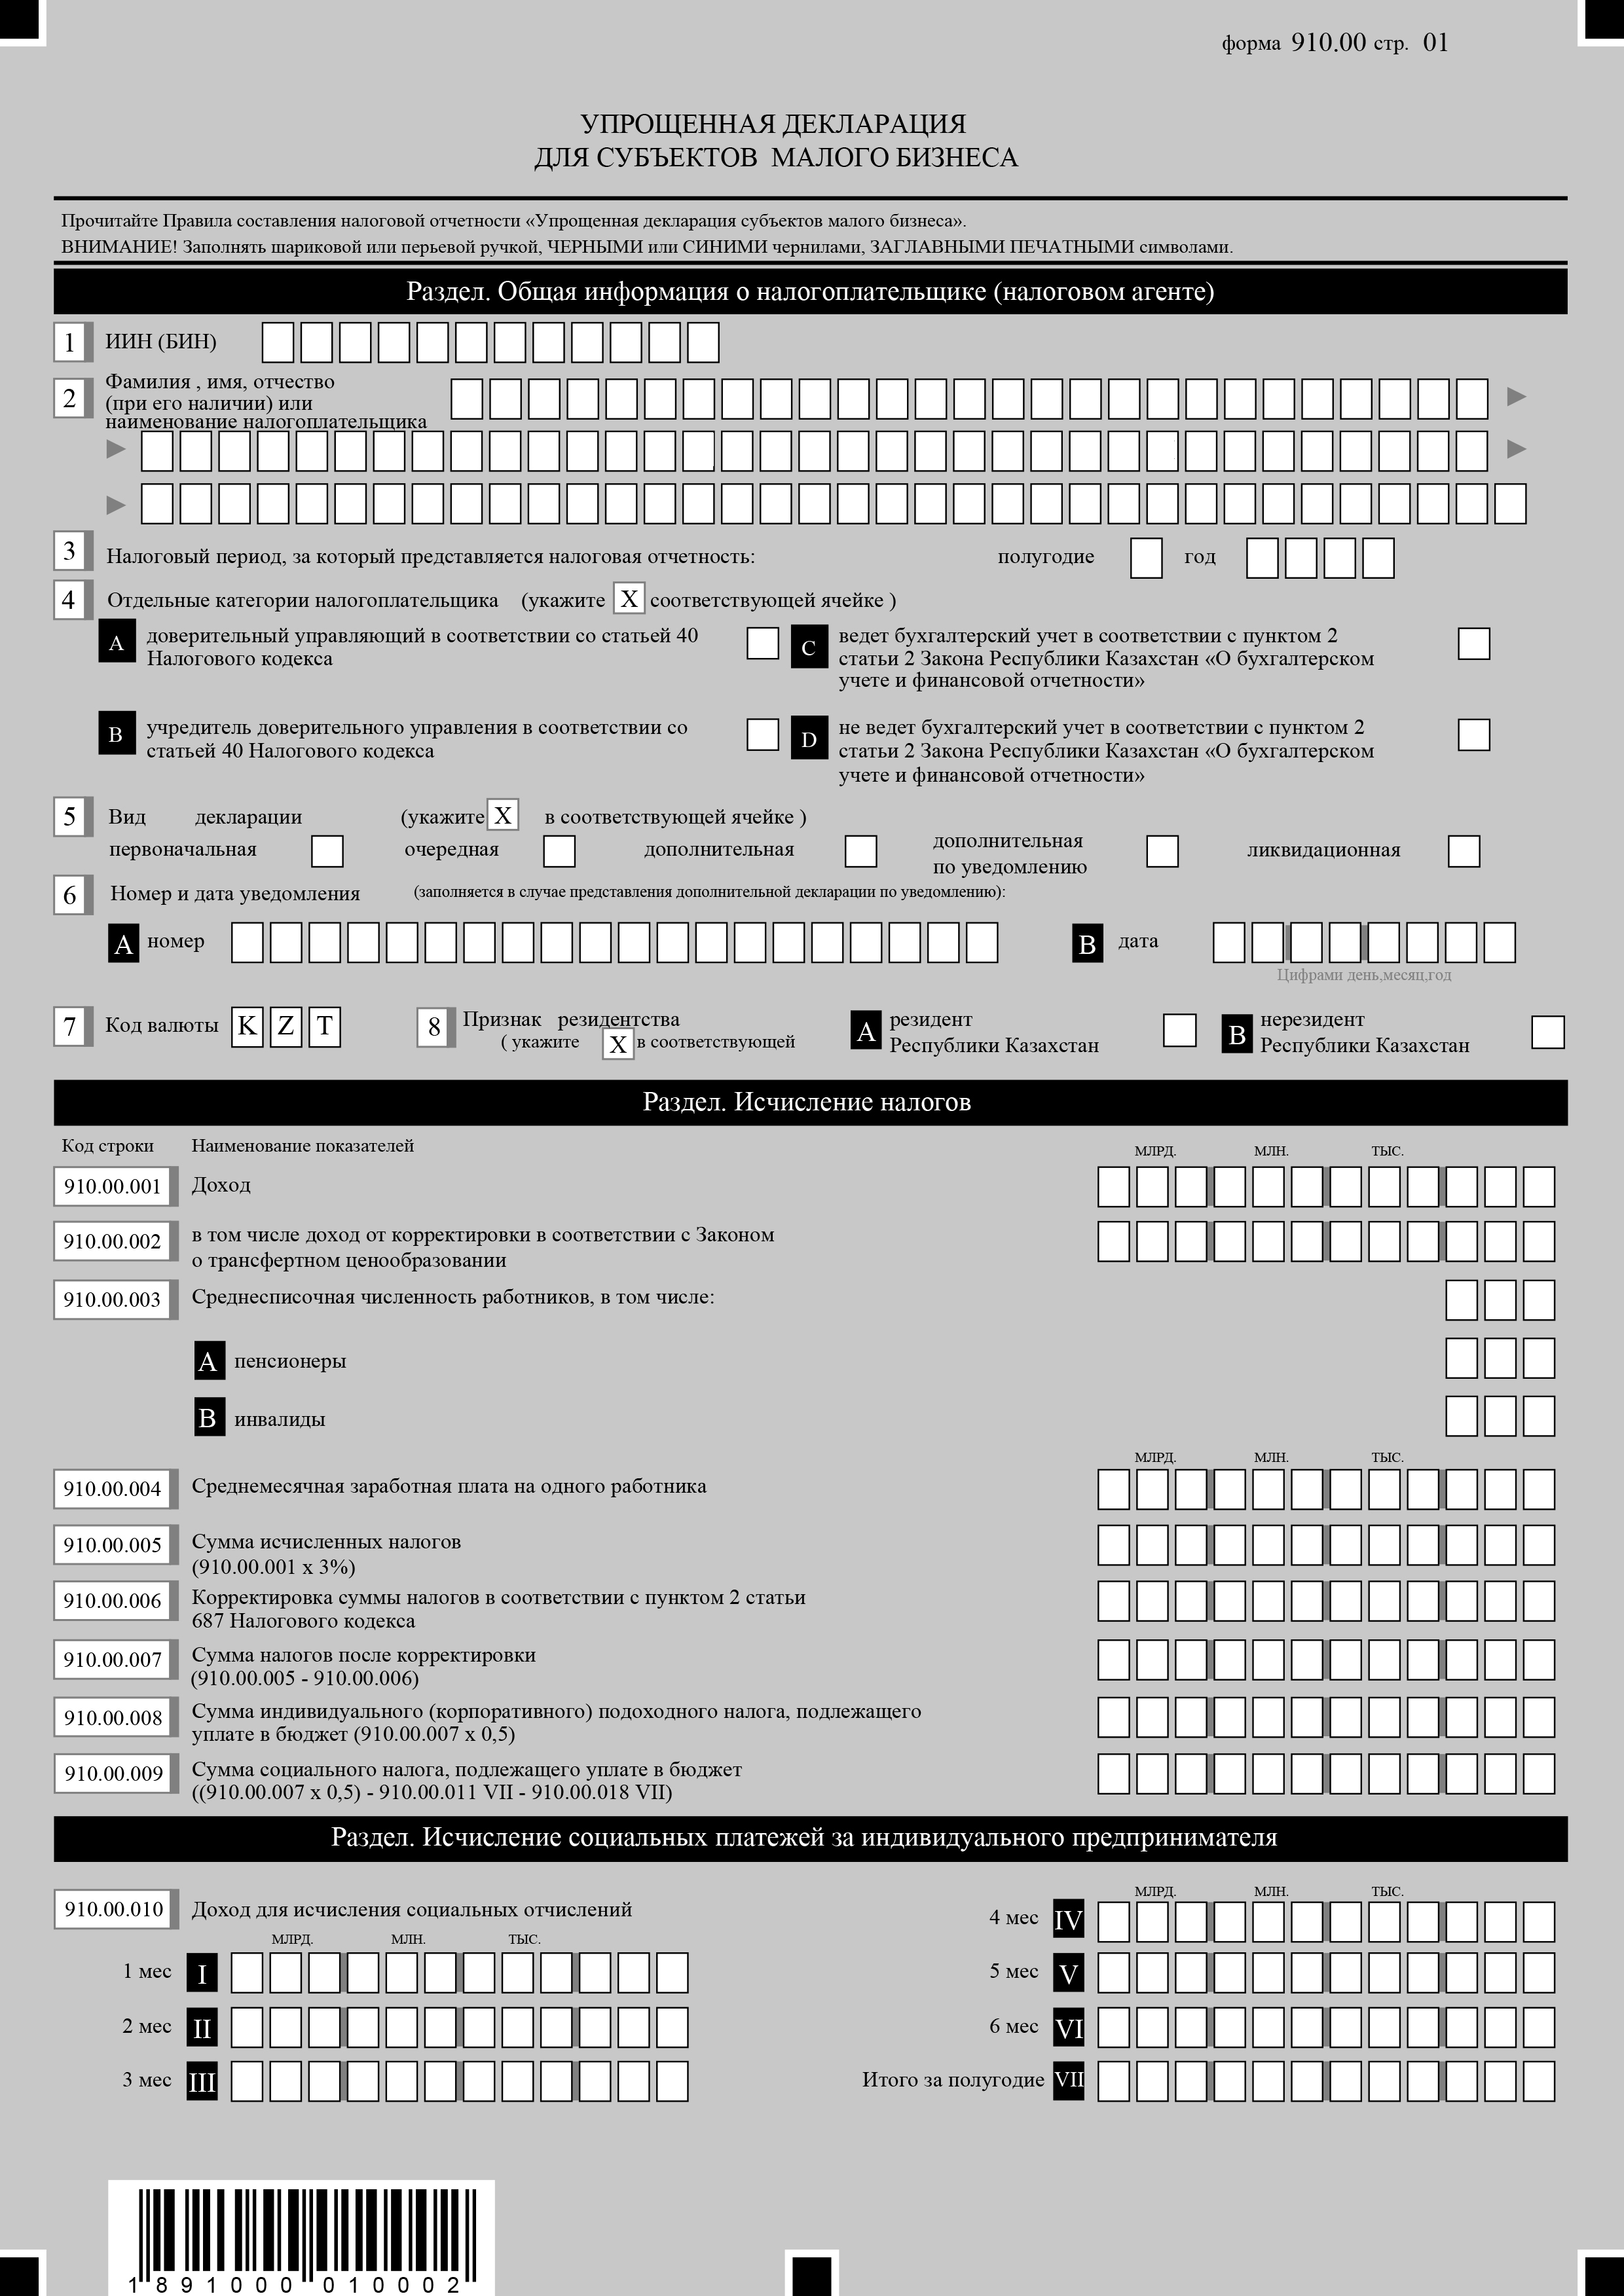 форма 910.00 стр. 01
УПРОЩЕННАЯ ДЕКЛАРАЦИЯ
ДЛЯ СУБЪЕКТОВ МАЛОГО БИЗНЕСА
Прочитайте Правила составления налоговой отчетности «Упрощенная декларация субъектов малого бизнеса».
ВНИМАНИЕ! Заполнять шариковой или перьевой ручкой, ЧЕРНЫМИ или СИНИМИ чернилами, ЗАГЛАВНЫМИ ПЕЧАТНЫМИ символами.
Раздел. Общая информация о налогоплательщике (налоговом агенте)
1 ИИН (БИН)
2 Фамилия , имя, отчество
(при его наличии) или
наименование налогоплательщика
3 Налоговый период, за который представляется налоговая отчетность: полугодие год
4 Отдельные категории налогоплательщика (укажите X соответствующей ячейке )
A доверительный управляющий в соответствии со статьей 40
Налогового кодекса
C ведет бухгалтерский учет в соответствии с пунктом 2
статьи 2 Закона Республики Казахстан «О бухгалтерском
учете и финансовой отчетности»
B учредитель доверительного управления в соответствии со
статьей 40 Налогового кодекса
D не ведет бухгалтерский учет в соответствии с пунктом 2
статьи 2 Закона Республики Казахстан «О бухгалтерском
учете и финансовой отчетности»
5 Вид декларации (укажите X в соответствующей ячейке )
первоначальная очередная дополнительная дополнительная
по уведомлению
ликвидационная
6 Номер и дата уведомления (заполняется в случае представления дополнительной декларации по уведомлению):
A номер B дата
Цифрами день,месяц,год
7 Код валюты K Z T
8 Признак резидентства
( укажите X в соответствующей
A резидент
Республики Казахстан
B нерезидент
Республики Казахстан
Раздел. Исчисление налогов
Код строки Наименование показателей
МЛРД. МЛН. ТЫС.
910.00.001 Доход
910.00.002 в том числе доход от корректировки в соответствии с Законом
о трансфертном ценообразовании
910.00.003 Среднесписочная численность работников, в том числе:
A пенсионеры
B инвалиды
МЛРД. МЛН. ТЫС.
910.00.004 Среднемесячная заработная плата на одного работника
910.00.005 Сумма исчисленных налогов
(910.00.001 х 3%)
910.00.006 Корректировка суммы налогов в соответствии с пунктом 2 статьи
687 Налогового кодекса
910.00.007 Сумма налогов после корректировки
(910.00.005 - 910.00.006)
910.00.008 Сумма индивидуального (корпоративного) подоходного налога, подлежащего
уплате в бюджет (910.00.007 х 0,5)
910.00.009 Сумма социального налога, подлежащего уплате в бюджет
((910.00.007 х 0,5) - 910.00.011 VII - 910.00.018 VII)
Раздел. Исчисление социальных платежей за индивидуального предпринимателя
910.00.010 Доход для исчисления социальных отчислений
МЛРД. МЛН. ТЫС.
1 мес I
2 мес II
3 мес III
МЛРД. МЛН. ТЫС.
4 мес IV
5 мес V
6 мес VI
Итого за полугодие VII
1 891000 010002